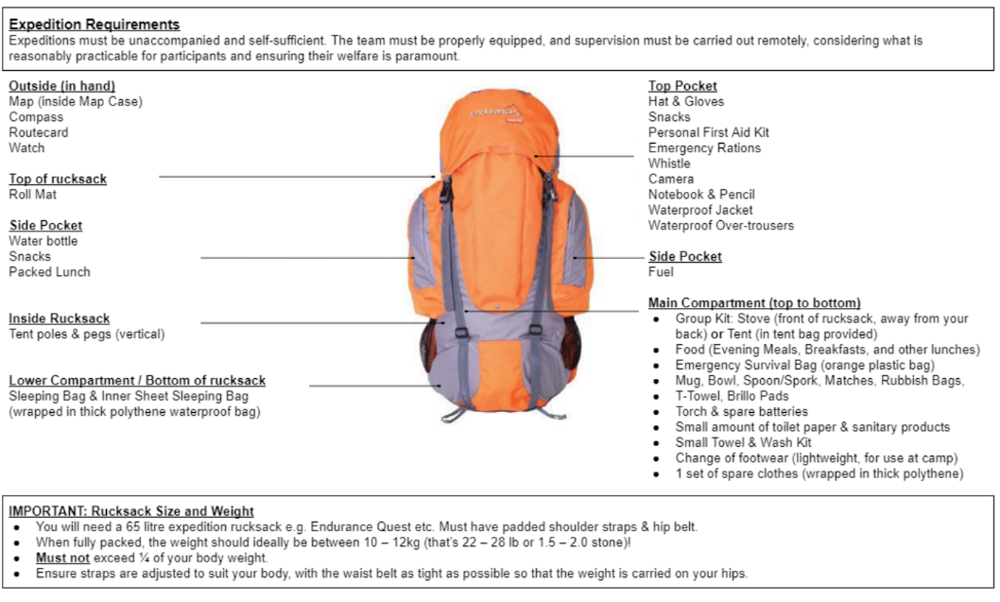 Expedition Requirements
Expeditions must be unaccompanied and self-sufficient. The team must be properly equipped, and supervision must be carried out remotely, considering what is
reasonably practicable for participants and ensuring their welfare is paramount.
Outside (in hand)
Map (inside Map Case)
Compass
Routecard
Watch
Top of rucksack
Roll Mat
Side Pocket
Water bottle
Snacks
Packed Lunch
Inside Rucksack
Tent poles & pegs (vertical)
Lower Compartment / Bottom of rucksack
Sleeping Bag & Inner Sheet Sleeping Bag
(wrapped in thick polythene waterproof bag)
ENDURANCE
Top Pocket
Hat & Gloves
Snacks
Personal First Aid Kit
Emergency Rations
Whistle
Camera
Notebook & Pencil
Waterproof Jacket
Waterproof Over-trousers
Side Pocket
Fuel
Main Compartment (top to bottom)
● Group Kit: Stove (front of rucksack, away from your
back) or Tent (in tent bag provided)
● Food (Evening Meals, Breakfasts, and other lunches)
● Emergency Survival Bag (orange plastic bag)
● Mug, Bowl, Spoon/Spork, Matches, Rubbish Bags,
● T-Towel, Brillo Pads
● Torch & spare batteries
● Small amount of toilet paper & sanitary products
● Small Towel & Wash Kit
● Change of footwear (lightweight, for use at camp)
● 1 set of spare clothes (wrapped in thick polythene)
IMPORTANT: Rucksack Size and Weight
● You will need a 65 litre expedition rucksack e.g. Endurance Quest etc. Must have padded shoulder straps & hip belt.
● When fully packed, the weight should ideally be between 10 – 12kg (that's 22 – 28 lb or 1.5 – 2.0 stone)!
● Must not exceed ¼ of your body weight.
● Ensure straps are adjusted to suit your body, with the waist belt as tight as possible so that the weight is carried on your hips.